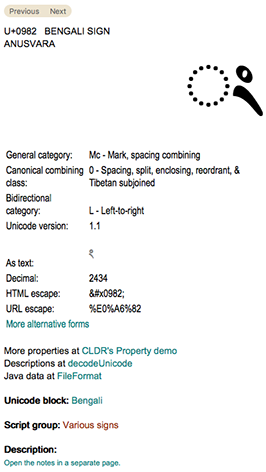 Previous Next
U+0982 BENGALI SIGN
ANUSVARA
General category: Mc - Mark, spacing combining
Canonical combining class: 0 - Spacing, split, enclosing, reordrant, & Tibetan subjoined
Bidirectional category: L - Left-to-right
Unicode version: 1.1
As text: ং
Decimal: 2434
HTML escape: &#x0982;
URL escape: %E0%A6%82
More alternative forms
More properties at CLDR's Property demo
Descriptions at decodeUnicode
Java data at FileFormat
Unicode block: Bengali
Script group: Various signs
Description:
Open the notes in a separate page.